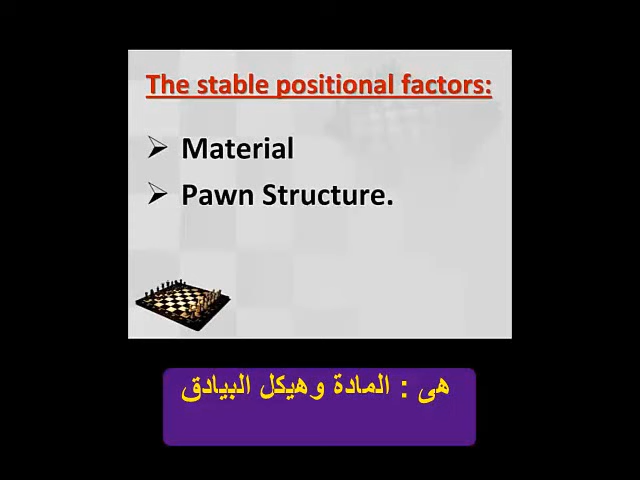 The stable positional factors:
Material
Pawn Structure.
هى : المادة وهيكل البيادق